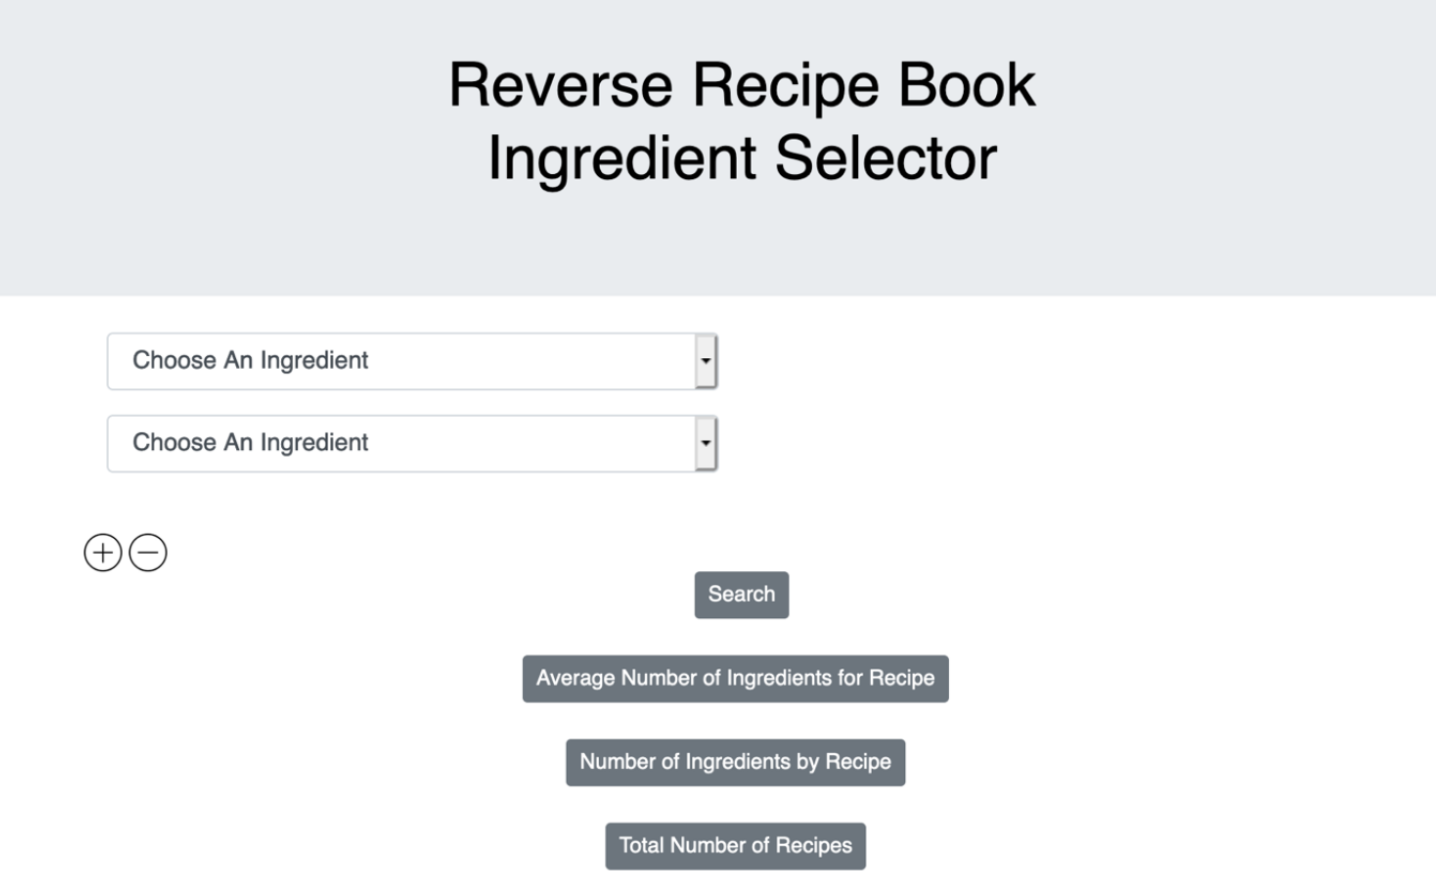 Reverse Recipe Book
Ingredient Selector
Choose An Ingredient
Choose An Ingredient
Search
Average Number of Ingredients for Recipe
Number of Ingredients by Recipe
Total Number of Recipes